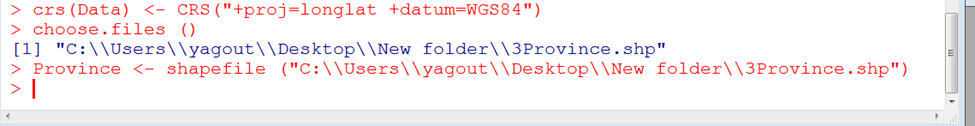 > crs(Data) <- CRS("+proj=longlat +datum=WGS84")
> choose.files ()
[1] "C:\\Users\\yagout\\Desktop\\New folder\\3Province.shp"
> Province <- shapefile ("C:\\Users\\yagout\\Desktop\\New folder\\3Province.shp")
>